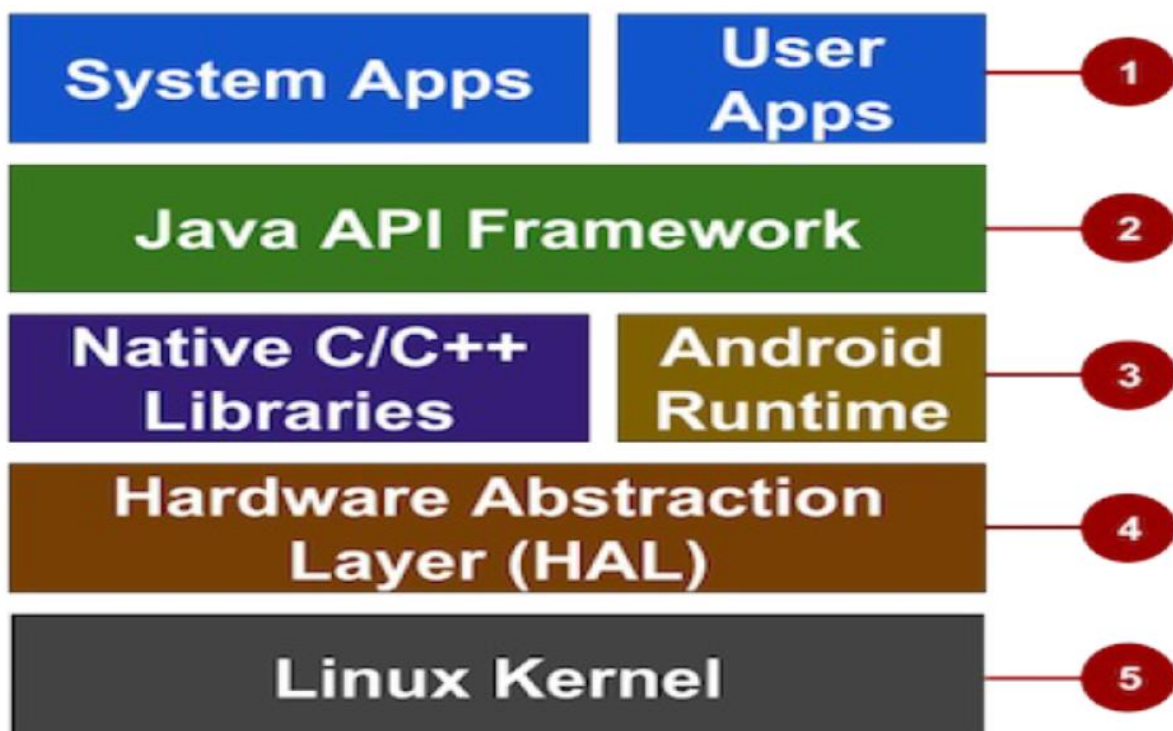 System Apps
User
Apps
1
Java API Framework
2
Native C/C++
Libraries
Android
Runtime
3
Hardware Abstraction
Layer (HAL)
4
Linux Kernel
5